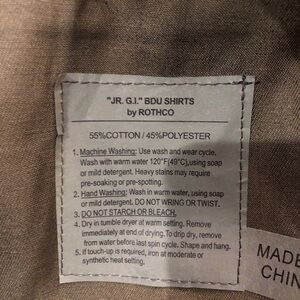 "JR. G.I." BDU SHIRTS
by ROTHCO
55%COTTON / 45%POLYESTER
1. Machine Washing: Use wash and wear cycle.
Wash with warm water 120°F(49°C),using soap
or mild detergent. Heavy stains may require
pre-soaking or pre-spotting.
2. Hand Washing: Wash in warm water, using soap
or mild detergent. DO NOT WRING OR TWIST.
3. DO NOT STARCH OR BLEACH.
4. Dry in tumble dryer at warm setting. Remove
immediately at end of drying. To drip dry, remove
from water before last spin cycle. Shape and hang.
5. If touch-up is required, iron at moderate or
synthetic heat setting.
MADE
CHIN